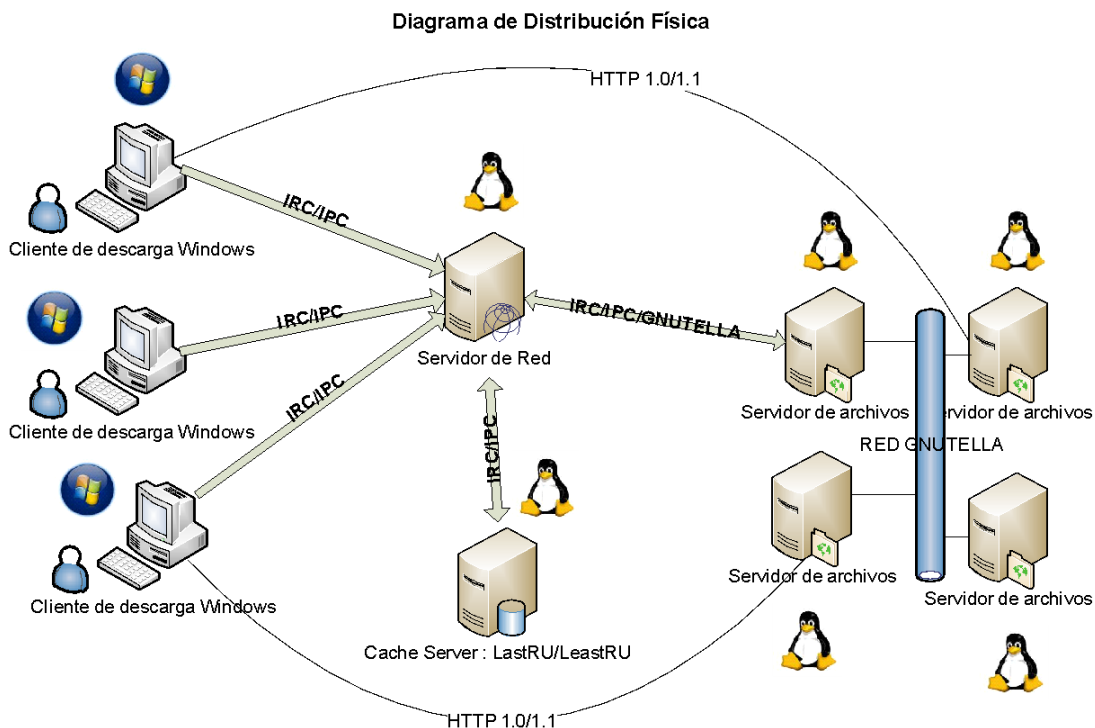 Diagrama de Distribución Física
HTTP 1.0/1.1
IRC/IPC
Cliente de descarga Windows
IRC/IPC
Servidor de Red
IRC/IPC/GNUTELLA
Cliente de descarga Windows
IRC/IPC
Servidor de archivos
Servidor de archivos
RED GNUTELLA
IRC/IPC
Cliente de descarga Windows
Servidor de archivos
Servidor de archivos
Cache Server : LastRU/LeastRU
HTTP 1.0/1.1